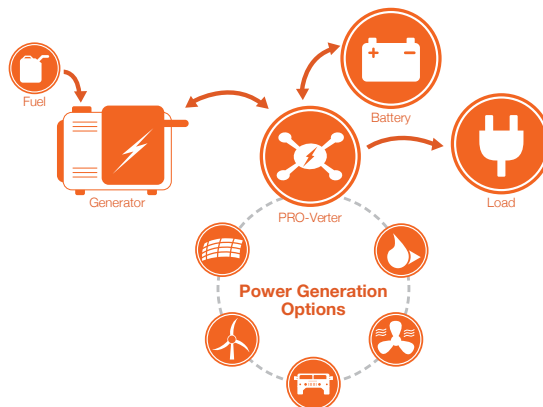 Fuel
Generator
Battery
PRO-Verter
Load
Power Generation
Options